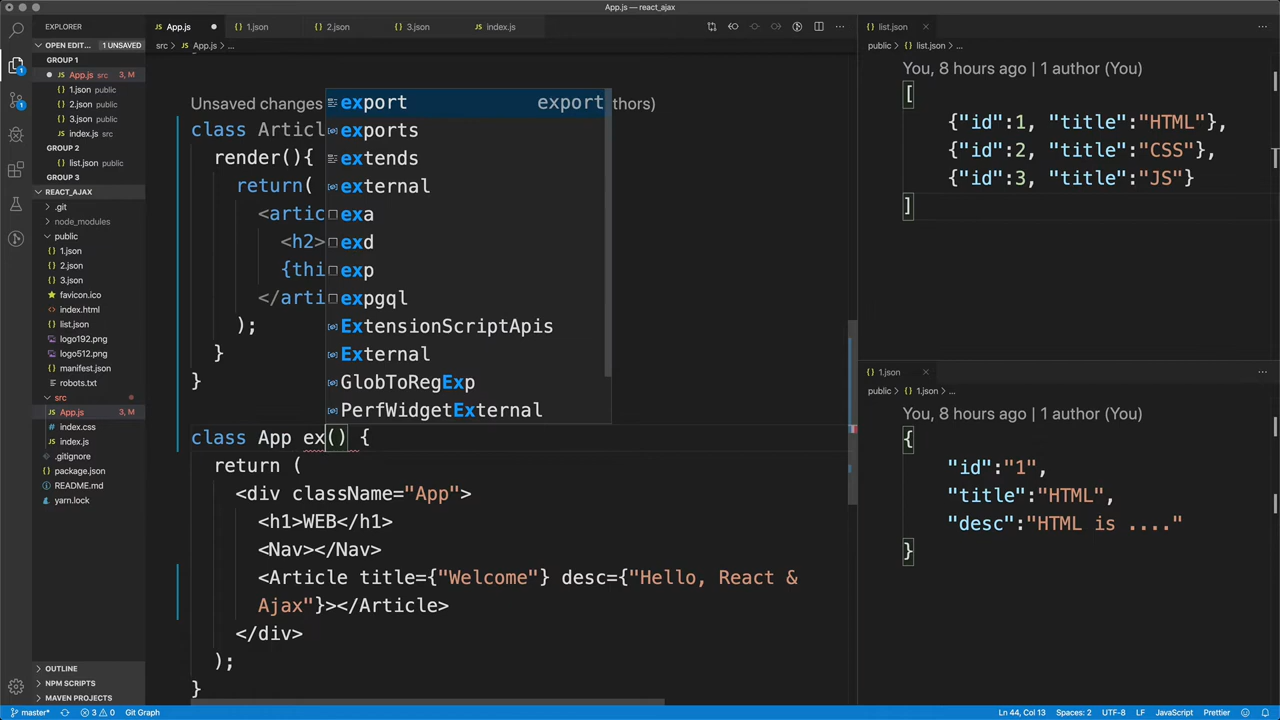 App.js — react_ajax
EXPLORER
OPEN EDIT... 1 UNSAVED
GROUP 1
App.js src 3, M
1.json public
2.json public
3.json public
index.js src
GROUP 2
list.json public
GROUP 3
REACT_AJAX
.git
node_modules
public
1.json
2.json
3.json
favicon.ico
index.html
list.json
logo192.png
logo512.png
manifest.json
robots.txt
src
App.js 3, M
index.css
index.js
.gitignore
package.json
README.md
yarn.lock
OUTLINE
NPM SCRIPTS
MAVEN PROJECTS
App.js
1.json
2.json
3.json
index.js
src > App.js > ...
Unsaved changes
thors)
class Articl
render(){
return(
<artic
<h2>
{thi
</arti
);
}
}
export export
exports
extends
external
exa
exd
exp
expgql
ExtensionScriptApis
External
GlobToRegExp
PerfWidgetExternal
class App ex() {
return (
<div className="App">
<h1>WEB</h1>
<Nav></Nav>
<Article title={"Welcome"} desc={"Hello, React &
Ajax"}></Article>
</div>
);
}
list.json
public > list.json > ...
You, 8 hours ago | 1 author (You)
[
{"id":1, "title":"HTML"},
{"id":2, "title":"CSS"},
{"id":3, "title":"JS"}
]
1.json
public > 1.json > ...
You, 8 hours ago | 1 author (You)
{
"id":"1",
"title":"HTML",
"desc":"HTML is ...."
}
master* 3 0 Git Graph
Ln 44, Col 13 Spaces: 2 UTF-8 LF JavaScript Prettier